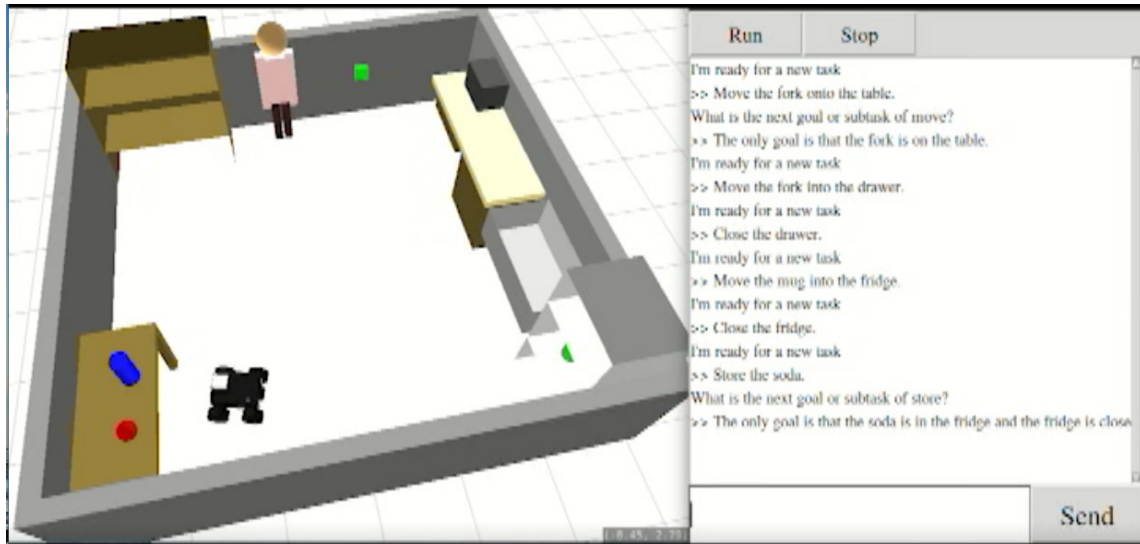 Run
Stop
I'm ready for a new task
>> Move the fork onto the table.
What is the next goal or subtask of move?
>> The only goal is that the fork is on the table.
I'm ready for a new task
>> Move the fork into the drawer.
I'm ready for a new task
>> Close the drawer.
I'm ready for a new task
>> Move the mug into the fridge.
I'm ready for a new task
>> Close the fridge.
I'm ready for a new task
>> Store the soda.
What is the next goal or subtask of store?
>> The only goal is that the soda is in the fridge and the fridge is close
Send